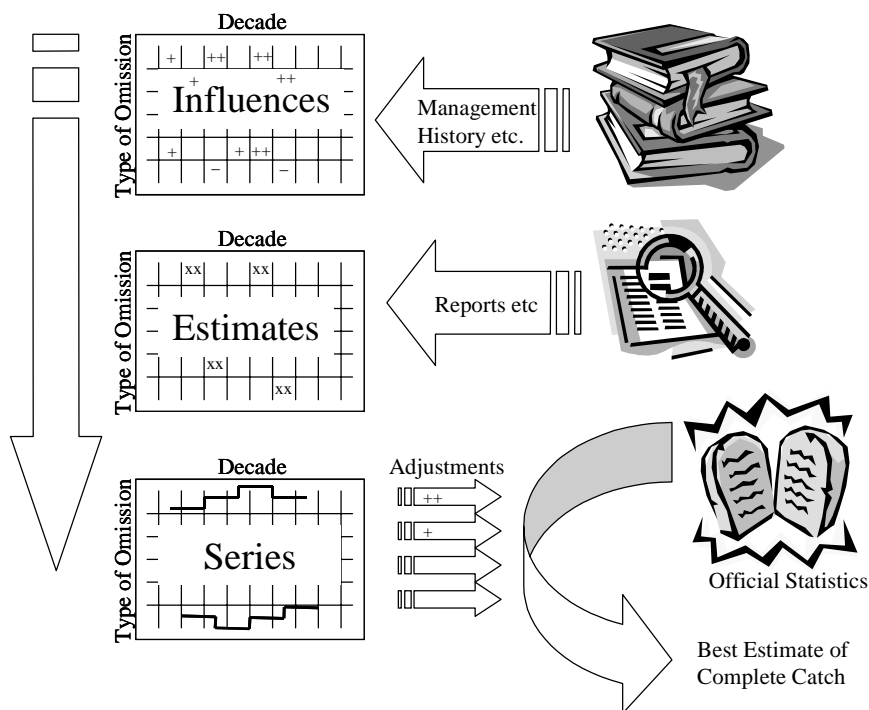 Decade
Type of Omission
+ ++ ++
+ ++
Influences
+ + ++
− −
Management
History etc.
Decade
Type of Omission
xx xx
Estimates
xx
xx
Reports etc
Decade
Type of Omission
Series
Adjustments
++
+
Official Statistics
Best Estimate of
Complete Catch